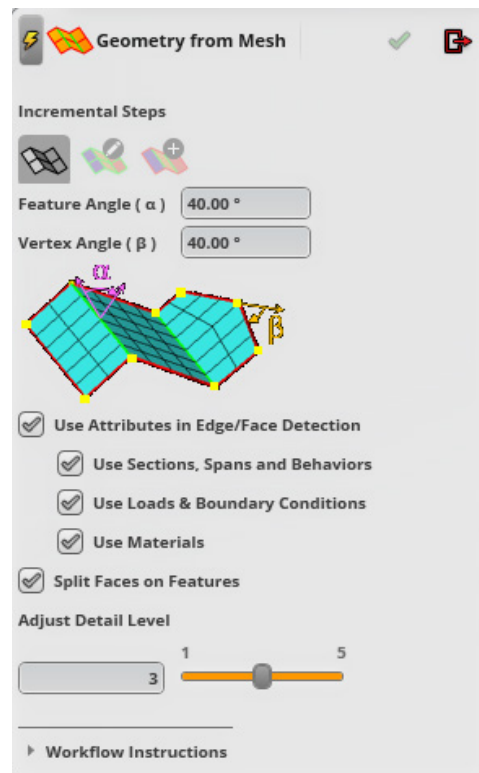 Geometry from Mesh
Incremental Steps
Feature Angle ( α ) 40.00 °
Vertex Angle ( β ) 40.00 °
α
β
Use Attributes in Edge/Face Detection
Use Sections, Spans and Behaviors
Use Loads & Boundary Conditions
Use Materials
Split Faces on Features
Adjust Detail Level
1 5
3
Workflow Instructions